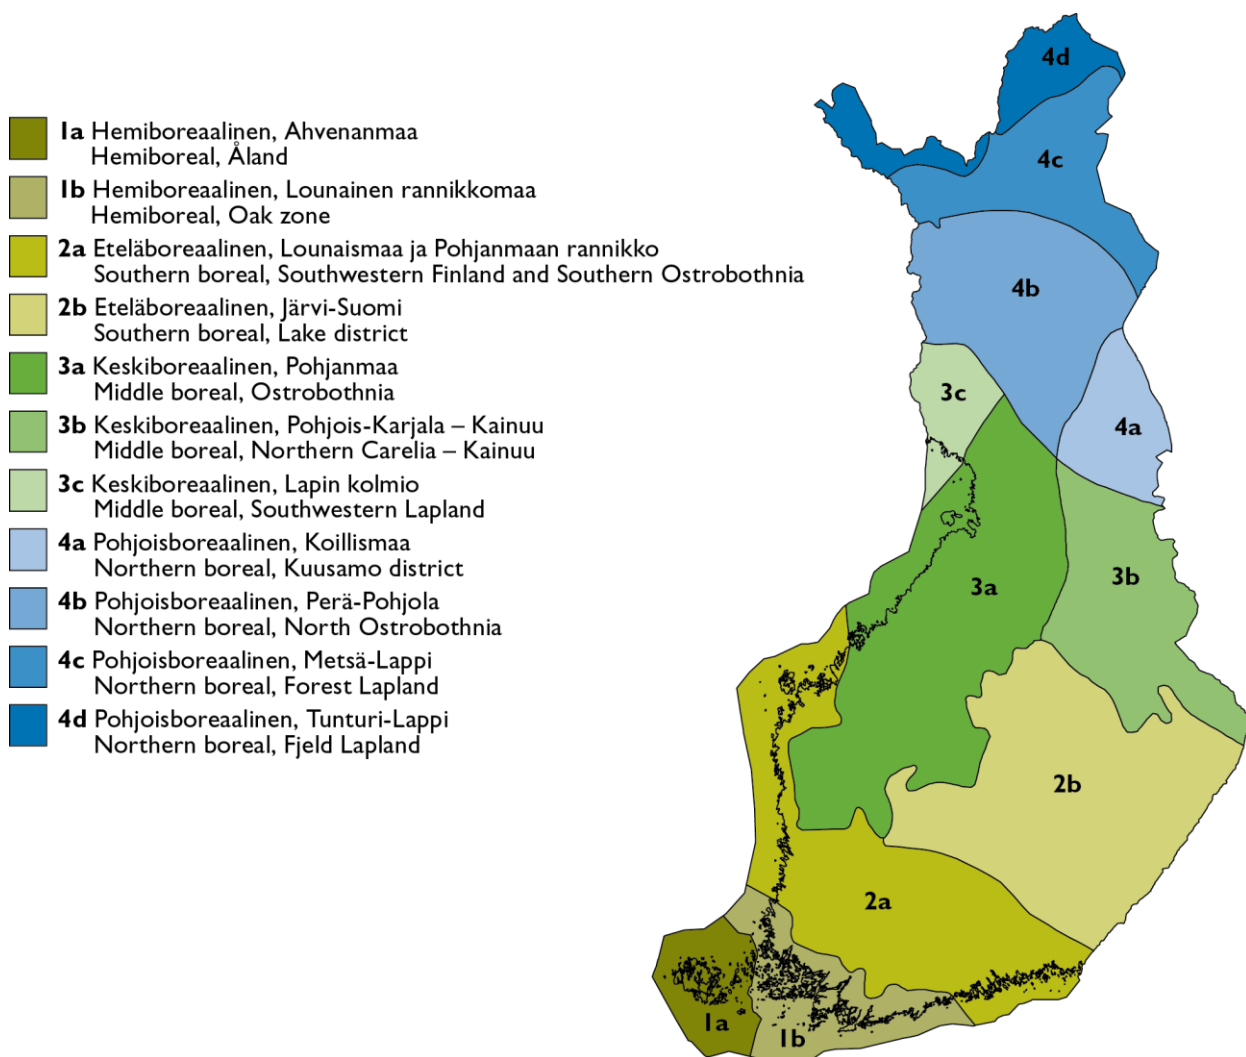 1a Hemiboreaalinen, Ahvenanmaa
Hemiboreal, Åland
1b Hemiboreaalinen, Lounainen rannikkomaa
Hemiboreal, Oak zone
2a Eteläboreaalinen, Lounaismaa ja Pohjanmaan rannikko
Southern boreal, Southwestern Finland and Southern Ostrobothnia
2b Eteläboreaalinen, Järvi-Suomi
Southern boreal, Lake district
3a Keskiboreaalinen, Pohjanmaa
Middle boreal, Ostrobothnia
3b Keskiboreaalinen, Pohjois-Karjala – Kainuu
Middle boreal, Northern Carelia – Kainuu
3c Keskiboreaalinen, Lapin kolmio
Middle boreal, Southwestern Lapland
4a Pohjoisboreaalinen, Koillismaa
Northern boreal, Kuusamo district
4b Pohjoisboreaalinen, Perä-Pohjola
Northern boreal, North Ostrobothnia
4c Pohjoisboreaalinen, Metsä-Lappi
Northern boreal, Forest Lapland
4d Pohjoisboreaalinen, Tunturi-Lappi
Northern boreal, Fjeld Lapland
4d
4c
4b
3c
4a
3b
3a
2b
2a
1a
1b